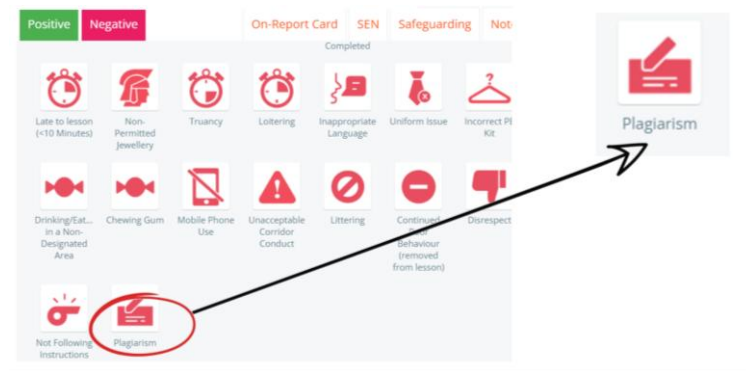 Positive Negative On-Report Card SEN Safeguarding Not
Completed
Late to lesson
(<10 Minutes)
Non-
Permitted
Jewellery
Truancy
Loitering
Inappropriate
Language
Uniform Issue
Incorrect PE
Kit
Drinking/Eat...
in a Non-
Designated
Area
Chewing Gum
Mobile Phone
Use
Unacceptable
Corridor
Conduct
Littering
Continued
Poor
Behaviour
(removed
from lesson)
Disrespect
Not Following
Instructions
Plagiarism
Plagiarism